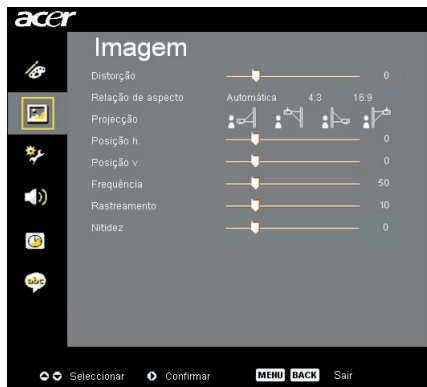 acer
Imagem
Distorção 0
Relação de aspecto Automática 4:3 16:9
Projecção
Posição h. 0
Posição v. 0
Frequência 50
Rastreamento 10
Nitidez 0
abc
Seleccionar Confirmar MENU BACK Sair